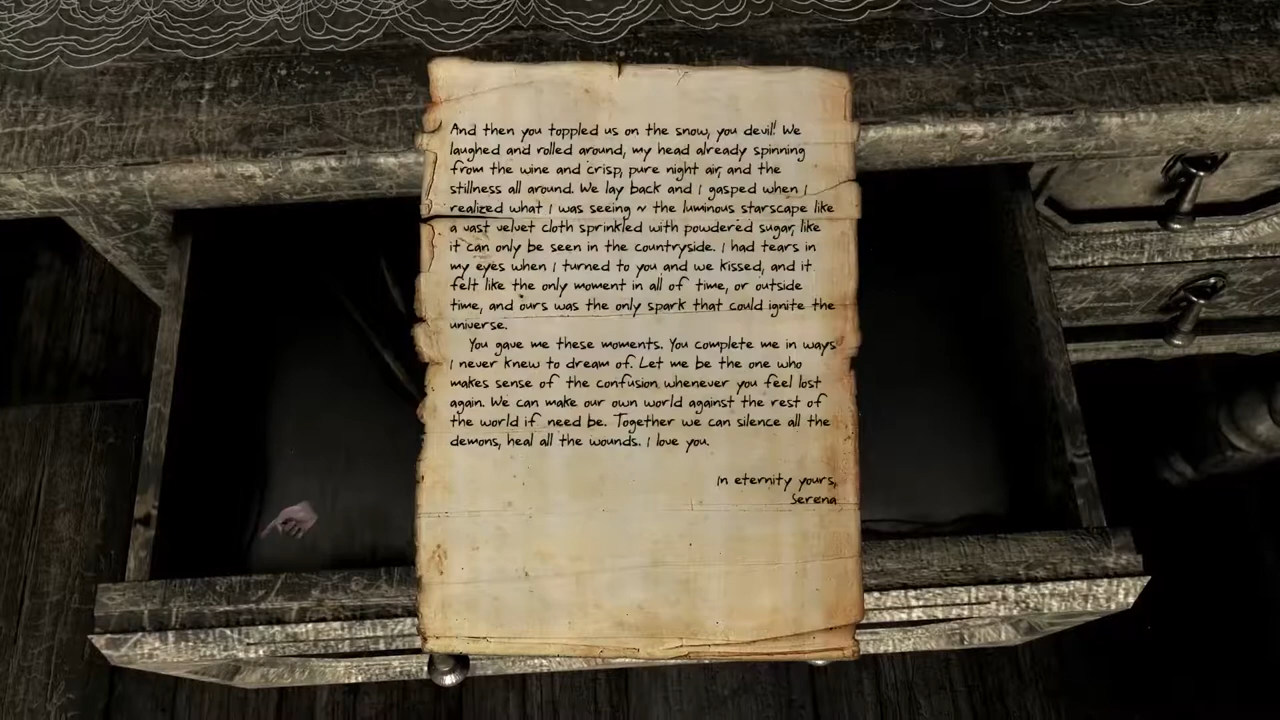 And then you toppled us on the snow, you devil! We
laughed and rolled around, my head already spinning
from the wine and crisp, pure night air, and the
stillness all around. We lay back and I gasped when I
realized what I was seeing ~ the luminous starscape like
a vast velvet cloth sprinkled with powdered sugar, like
it can only be seen in the countryside. I had tears in
my eyes when I turned to you and we kissed, and it
felt like the only moment in all of time, or outside
time, and ours was the only spark that could ignite the
universe.
You gave me these moments. You complete me in ways
I never knew to dream of. Let me be the one who
makes sense of the confusion whenever you feel lost
again. We can make our own world against the rest of
the world if need be. Together we can silence all the
demons, heal all the wounds. I love you.
In eternity yours,
Serena